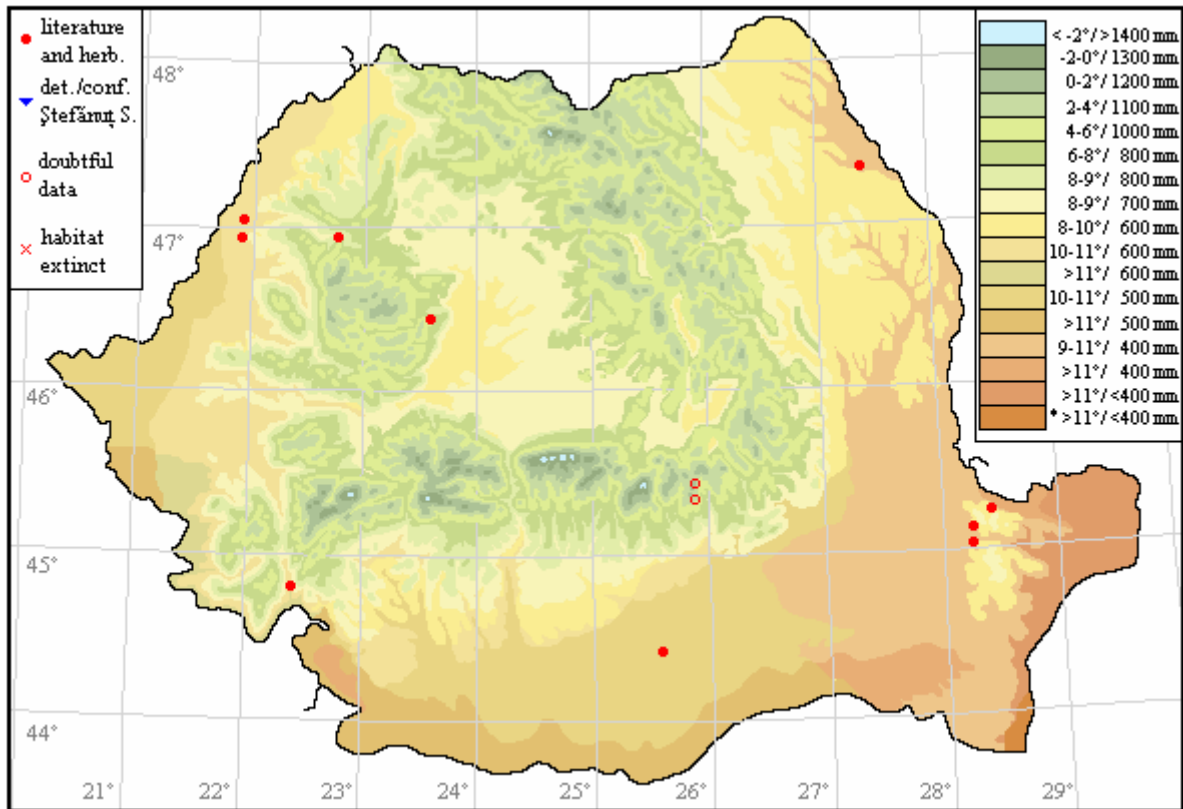 literature
and herb.
det./conf.
Ştefănuţ S.
doubtful
data
habitat
extinct
< -2°/>1400 mm
-2-0°/ 1300 mm
0-2°/ 1200 mm
2-4°/ 1100 mm
4-6°/ 1000 mm
6-8°/ 800 mm
8-9°/ 800 mm
8-9°/ 700 mm
8-10°/ 600 mm
10-11°/ 600 mm
>11°/ 600 mm
10-11°/ 500 mm
>11°/ 500 mm
9-11°/ 400 mm
>11°/ 400 mm
>11°/<400 mm
* >11°/<400 mm
48°
47°
46°
45°
44°
21° 22° 23° 24° 25° 26° 27° 28° 29°